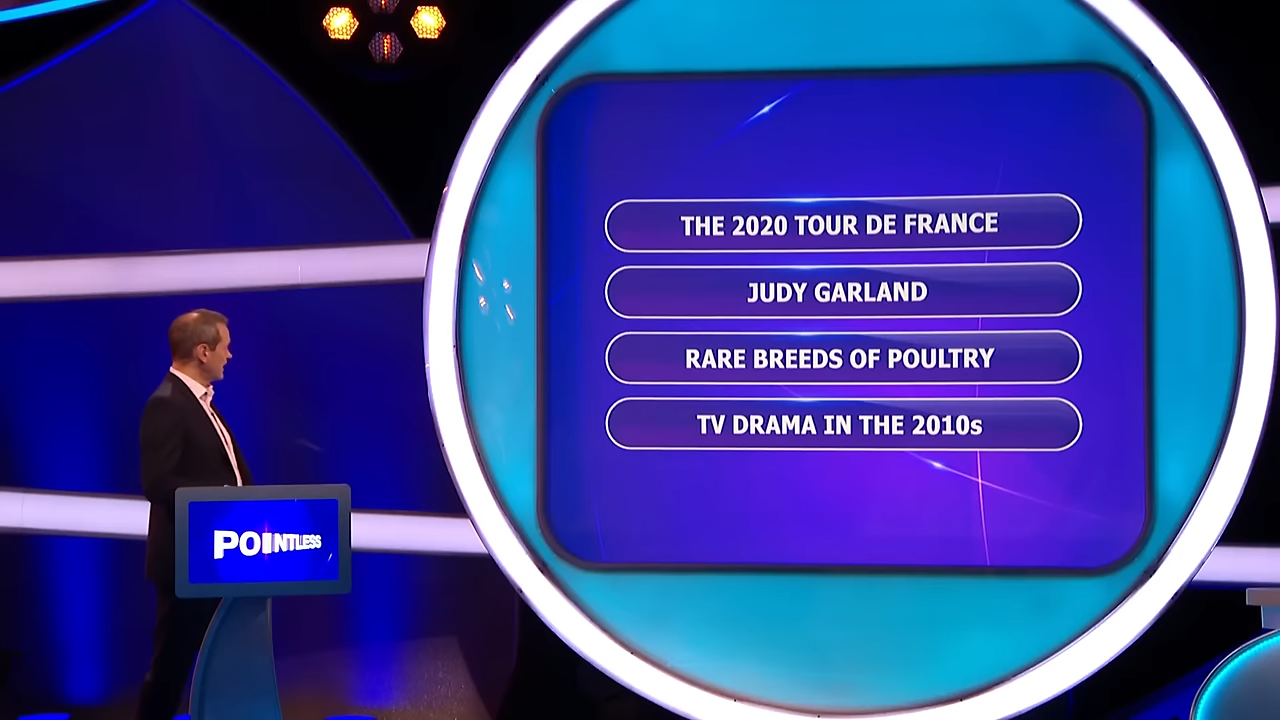 THE 2020 TOUR DE FRANCE
JUDY GARLAND
RARE BREEDS OF POULTRY
TV DRAMA IN THE 2010s
POINTLESS